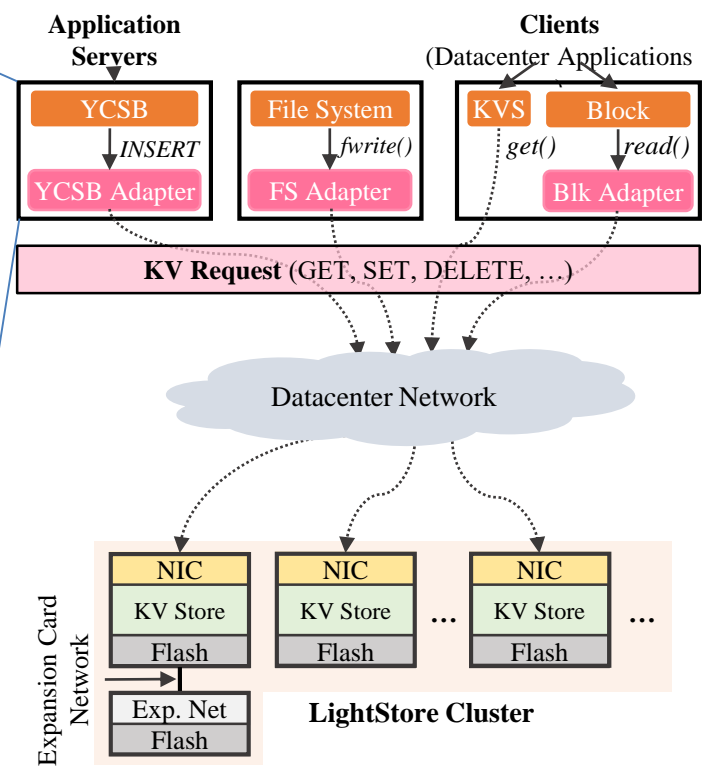 Application
Servers
Clients
(Datacenter Applications
YCSB
File System
KVS
Block
INSERT
fwrite()
get()
read()
YCSB Adapter
FS Adapter
Blk Adapter
KV Request (GET, SET, DELETE, …)
Datacenter Network
NIC
NIC
NIC
KV Store
KV Store
...
KV Store
...
Flash
Flash
Flash
Expansion Card
Network
Exp. Net
Flash
LightStore Cluster